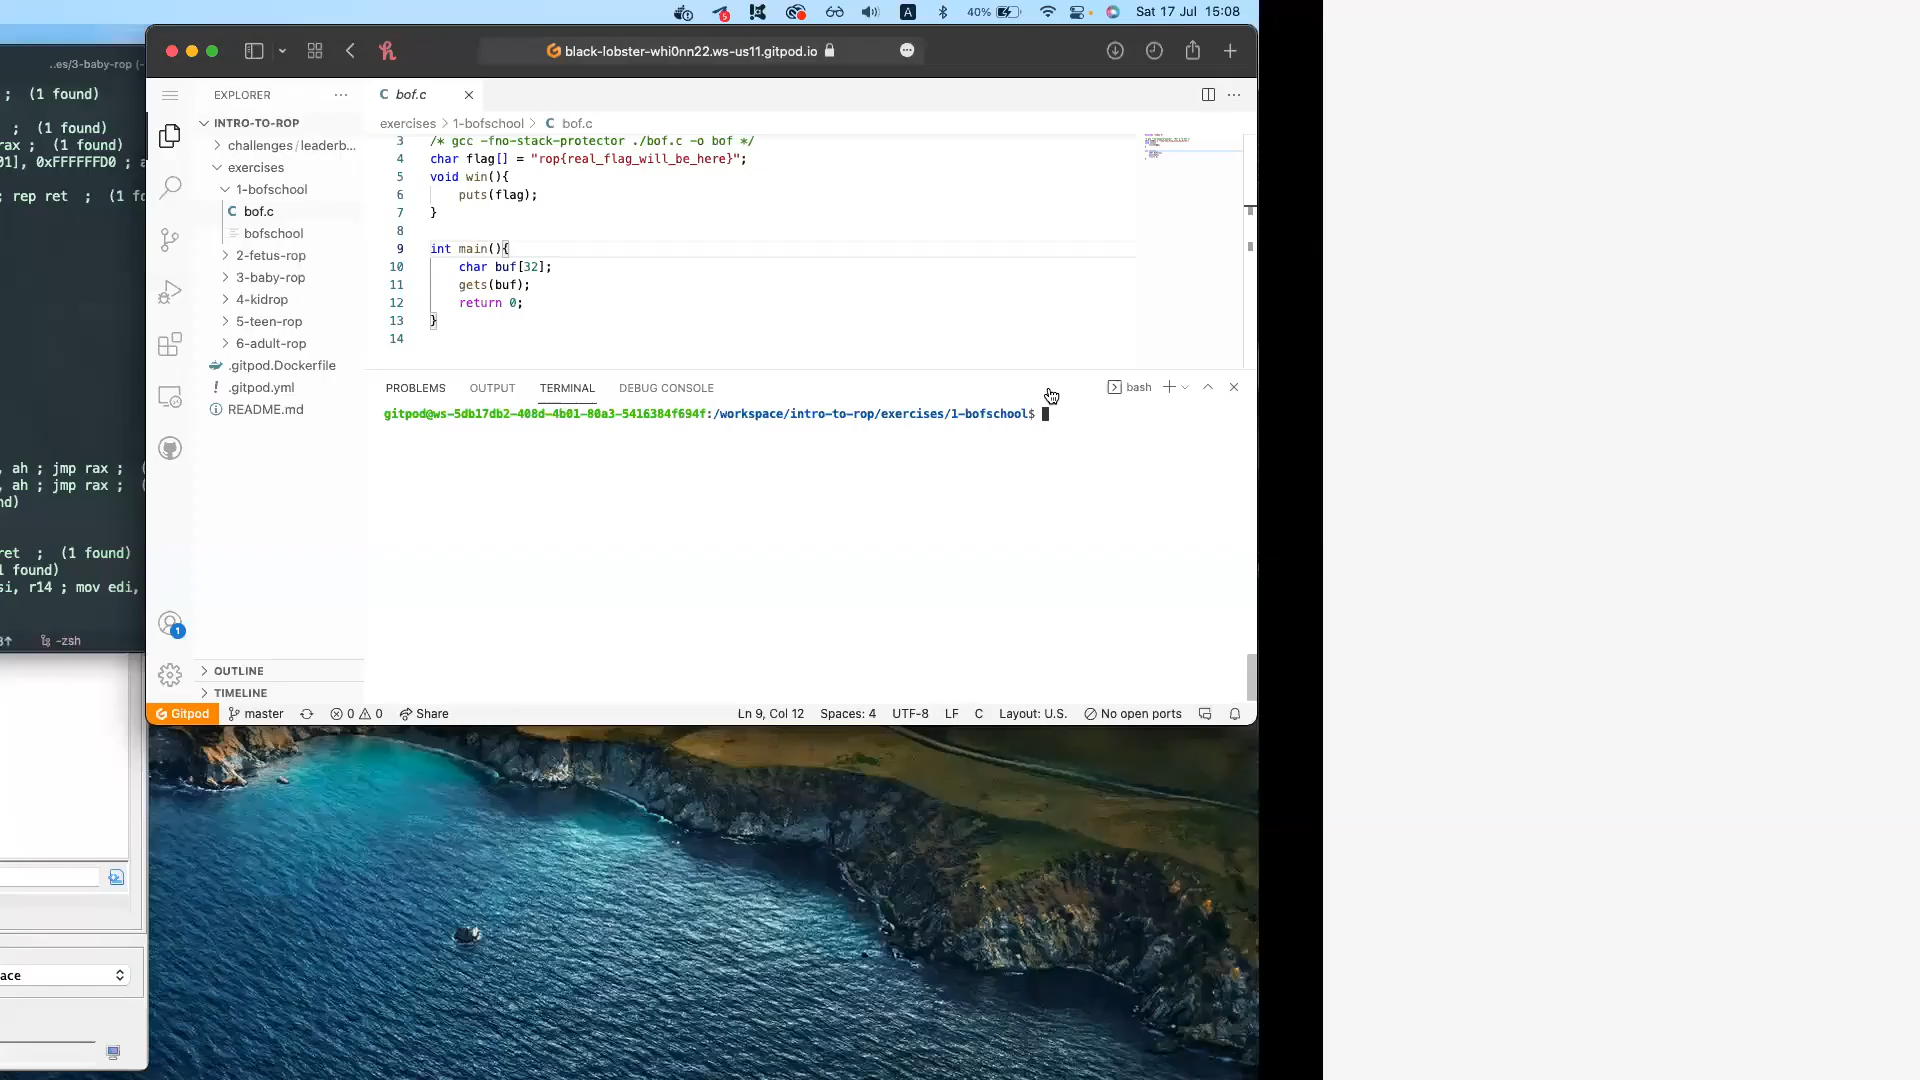 5
A
40%
Sat 17 Jul 15:08
..es/3-baby-rop (-
; (1 found)
; (1 found)
rax ; (1 found)
01], 0xFFFFFFD0 ; a
; rep ret ; (1 fo
, ah ; jmp rax ; (
, ah ; jmp rax ; (
nd)
ret ; (1 found)
1 found)
si, r14 ; mov edi,
-zsh
ace
black-lobster-whi0nn22.ws-us11.gitpod.io
EXPLORER
INTRO-TO-ROP
challenges / leaderb...
exercises
1-bofschool
C bof.c
bofschool
2-fetus-rop
3-baby-rop
4-kidrop
5-teen-rop
6-adult-rop
.gitpod.Dockerfile
! .gitpod.yml
README.md
1
OUTLINE
TIMELINE
C bof.c
exercises > 1-bofschool > C bof.c
3 /* gcc -fno-stack-protector ./bof.c -o bof */
4 char flag[] = "rop{real_flag_will_be_here}";
5 void win(){
6 puts(flag);
7 }
8
9 int main(){
10 char buf[32];
11 gets(buf);
12 return 0;
13 }
14
PROBLEMS OUTPUT TERMINAL DEBUG CONSOLE
bash
gitpod@ws-5db17db2-408d-4b01-80a3-5416384f694f:/workspace/intro-to-rop/exercises/1-bofschool$
Gitpod master 0 0 Share
Ln 9, Col 12 Spaces: 4 UTF-8 LF C Layout: U.S. No open ports